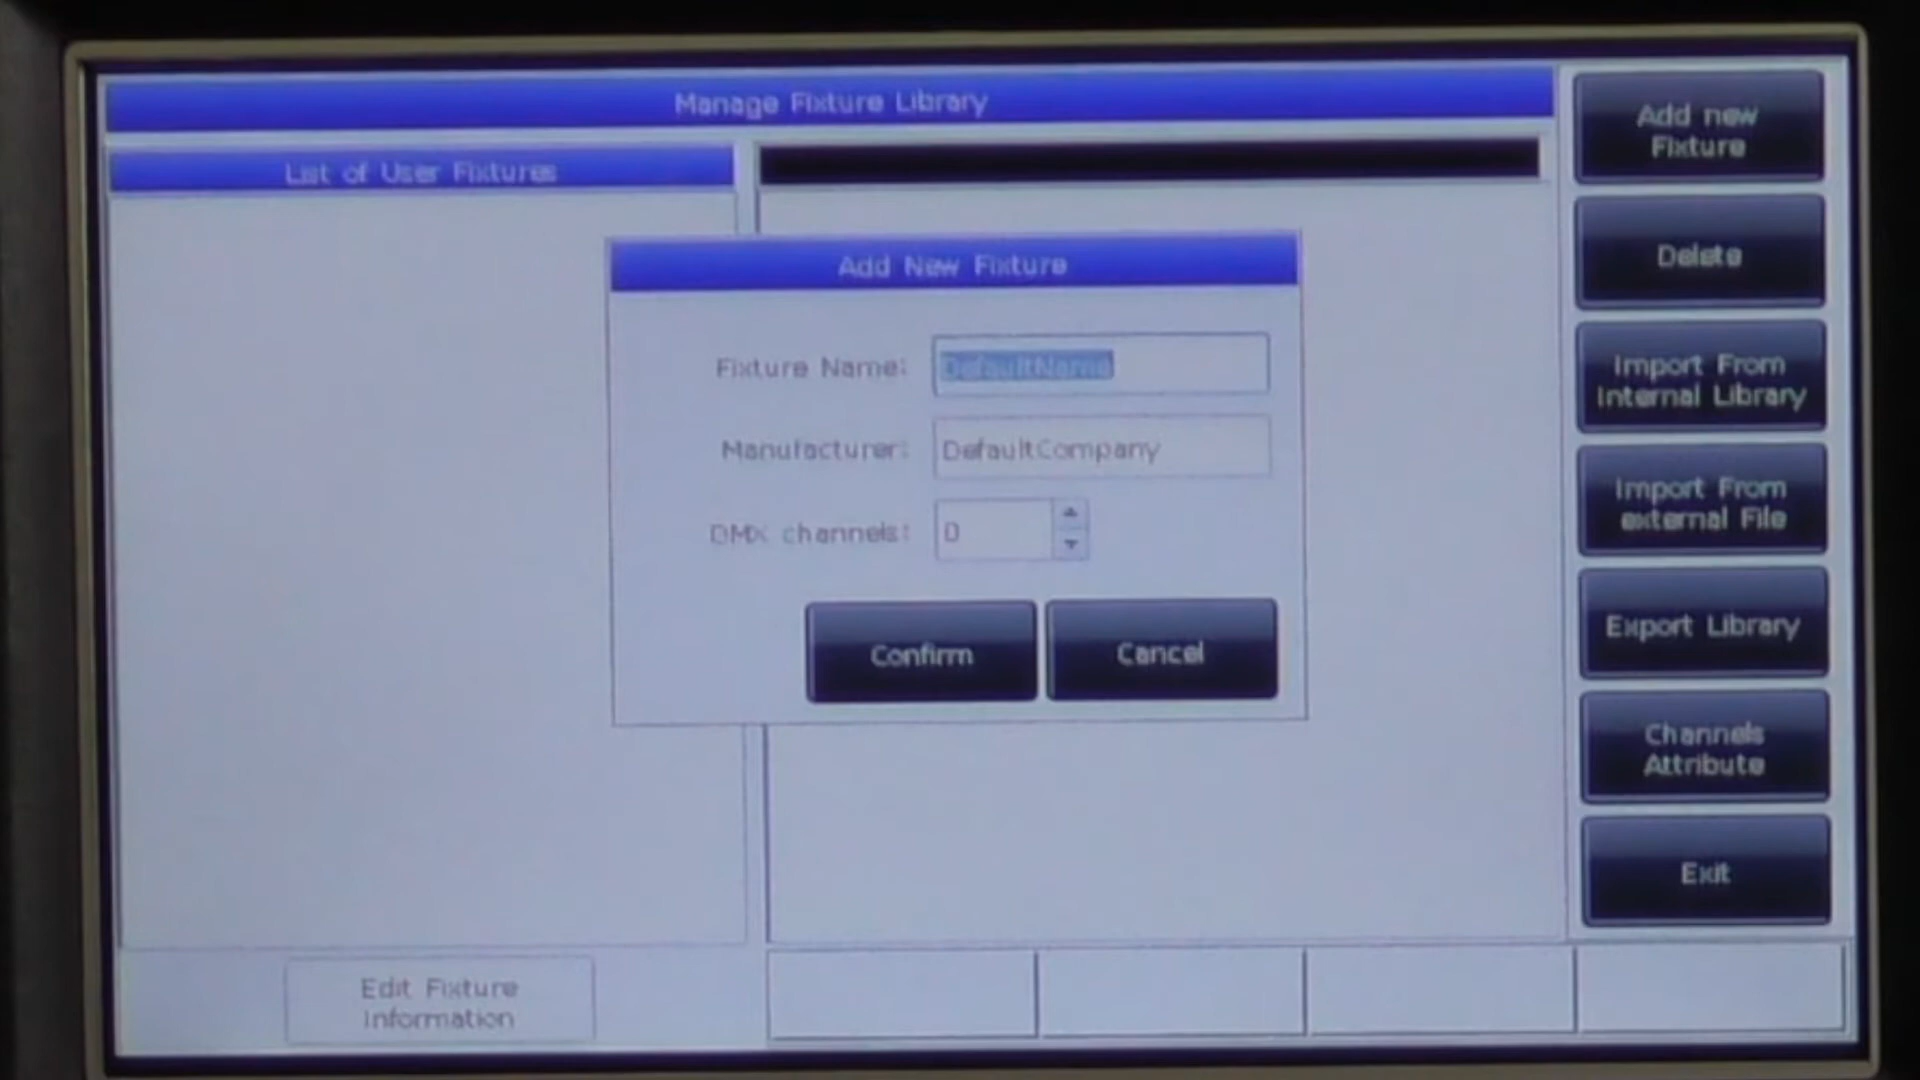 Manage Fixture Library
List of User Fixtures
Add New Fixture
Fixture Name: DefaultName
Manufacturer: DefaultCompany
DMX channels: 0
Confirm
Cancel
Add new
Fixture
Delete
Import From
Internal Library
Import From
external File
Export Library
Channels
Attribute
Exit
Edit Fixture
Information